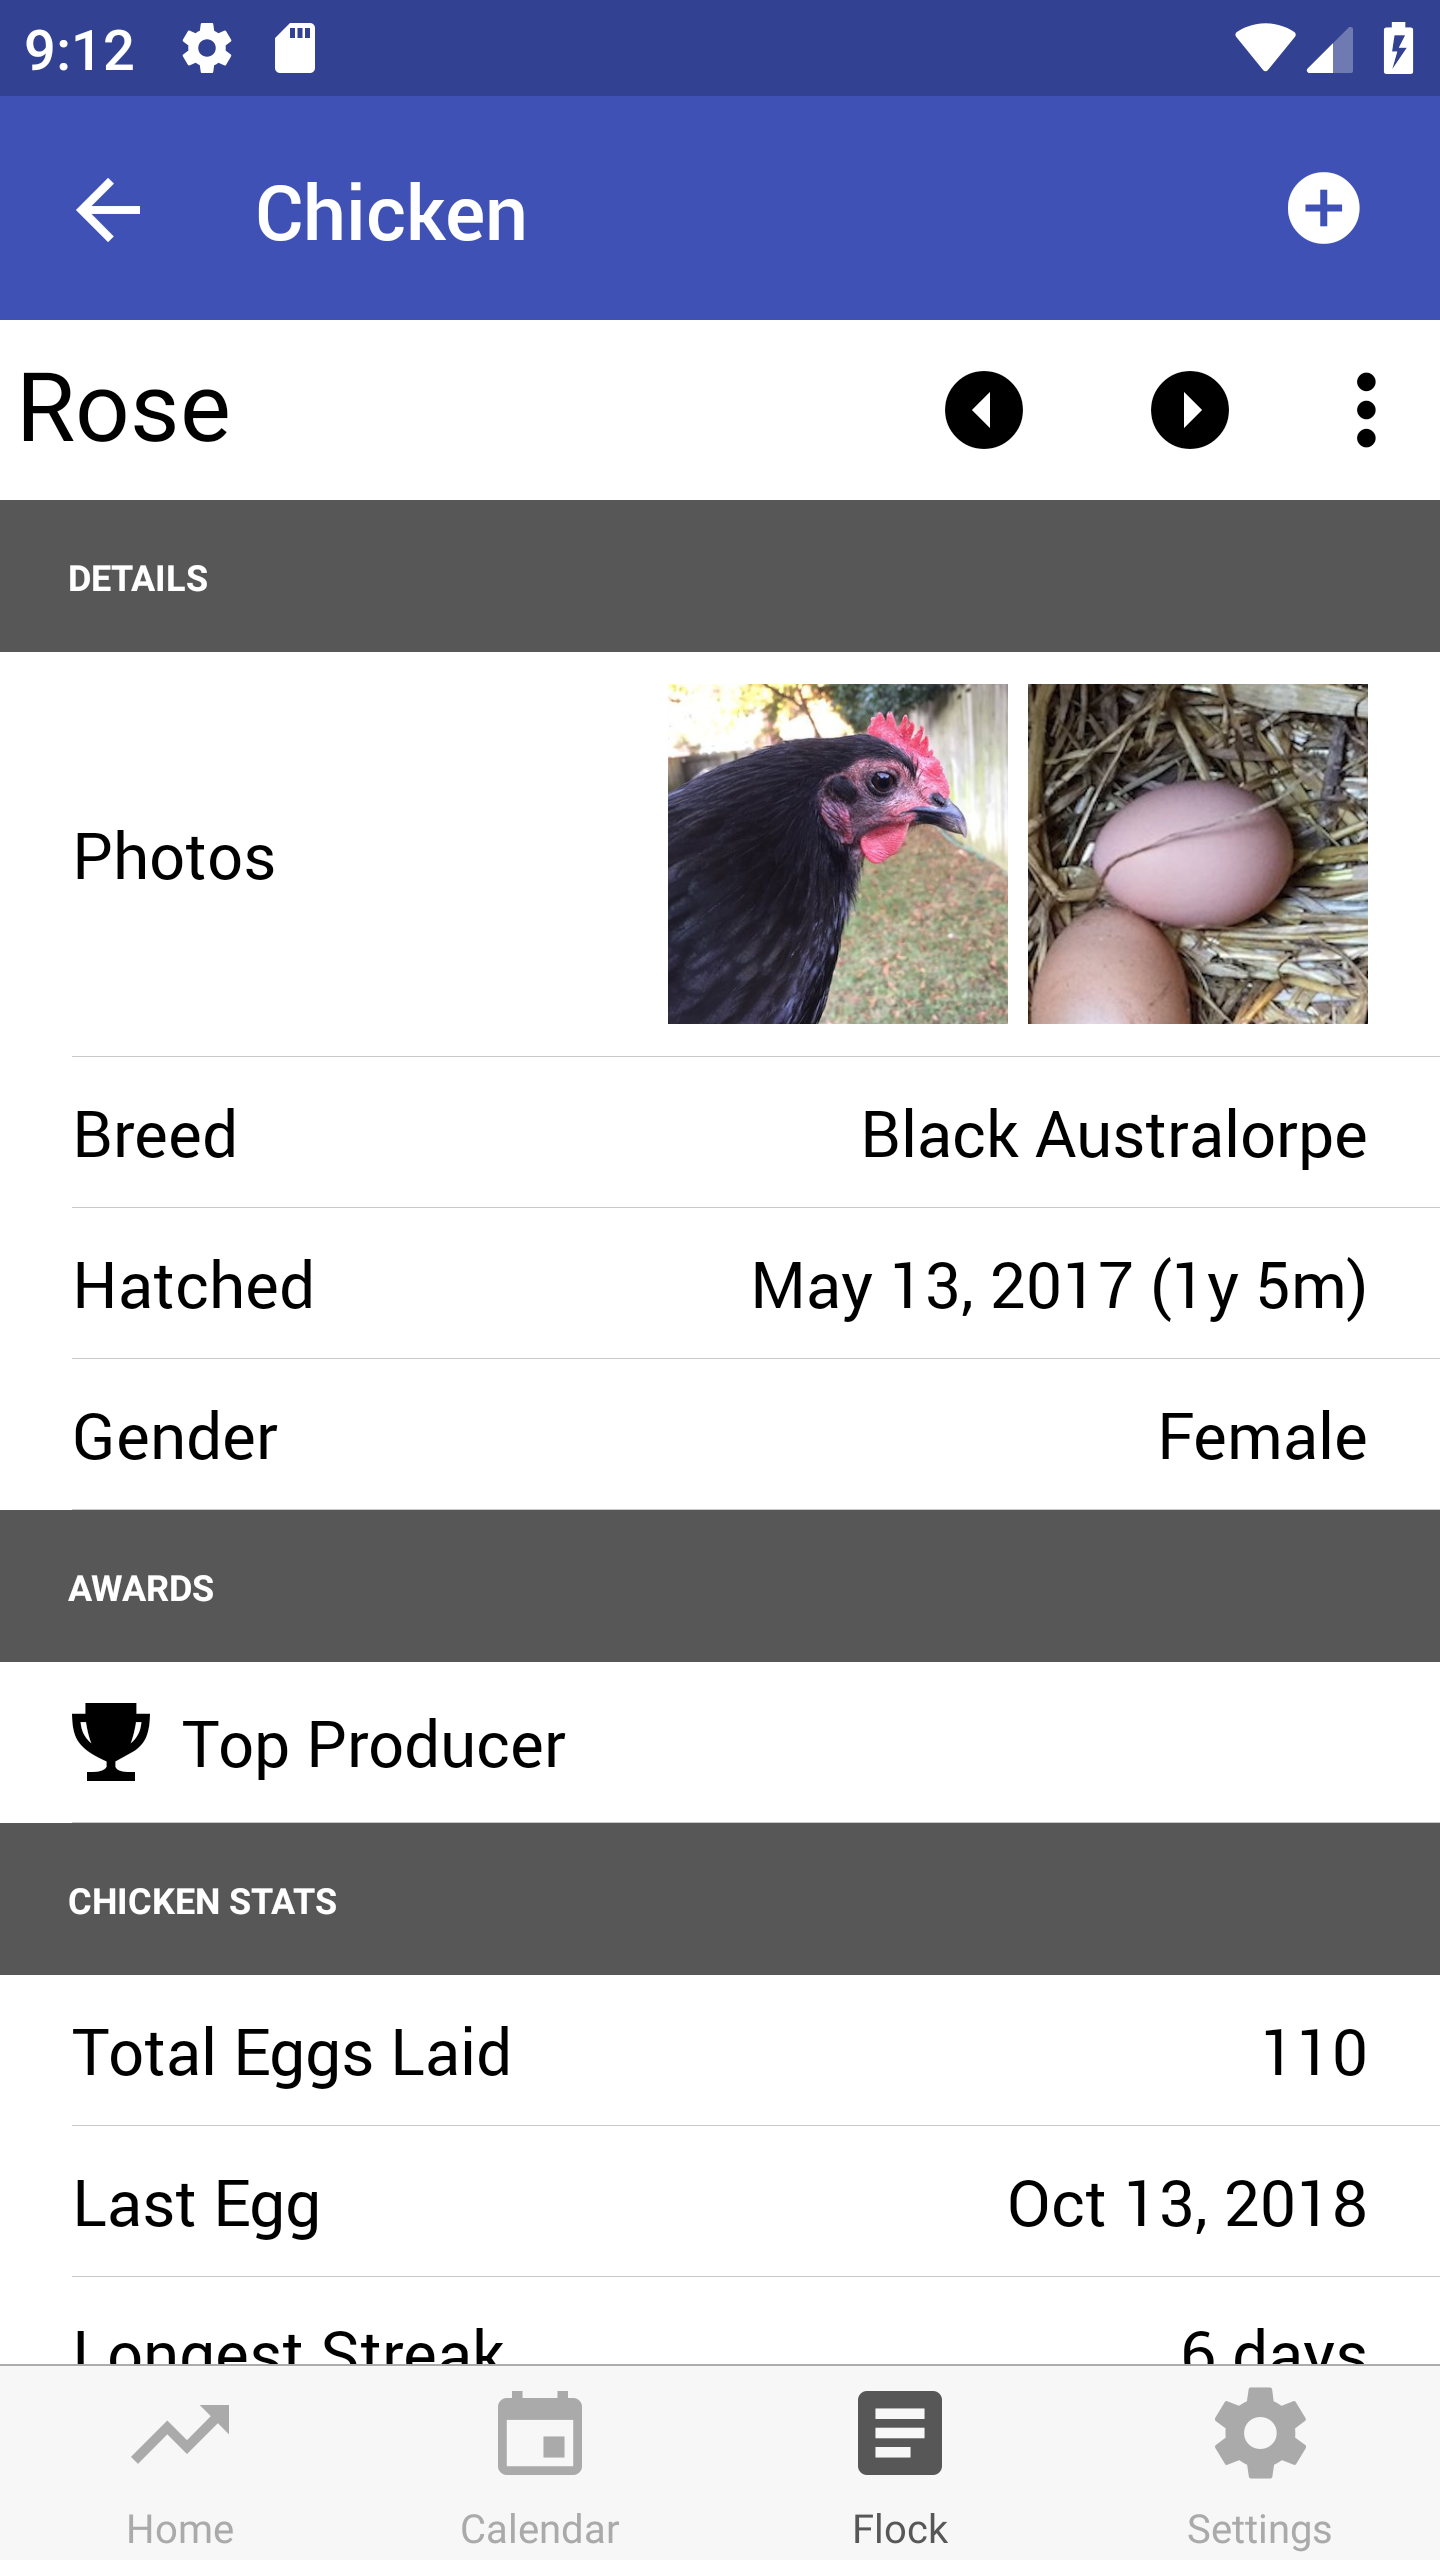 9:12
Chicken
Rose
DETAILS
Photos
Breed Black Australorpe
Hatched May 13, 2017 (1y 5m)
Gender Female
AWARDS
Top Producer
CHICKEN STATS
Total Eggs Laid 110
Last Egg Oct 13, 2018
Longest Streak 6 days
Home Calendar Flock Settings